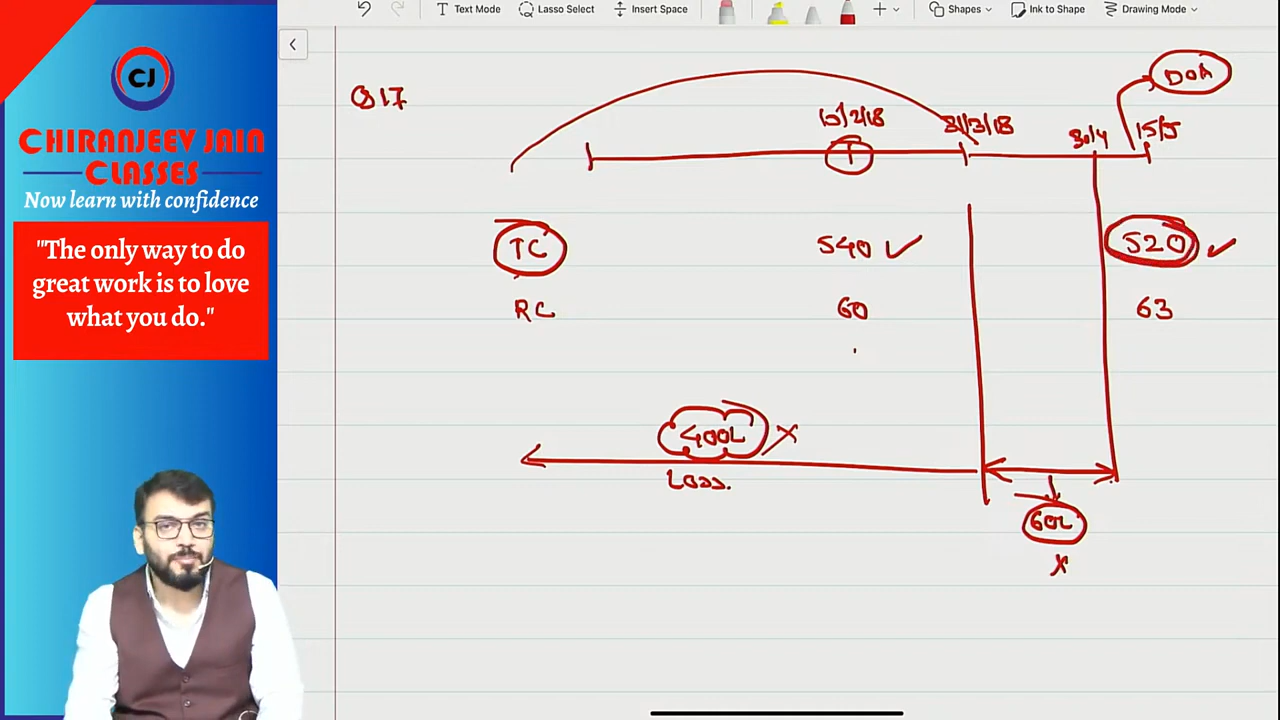 Text Mode
Lasso Select
Insert Space
Shapes
Ink to Shape
Drawing Mode
CJ
CHIRANJEEV JAIN
CLASSES
Now learn with confidence
"The only way to do
great work is to love
what you do."
Q17
15/2/18
31/3/18
30/4
15/5
DOA
TC
540
520
RC
60
63
400L
Loss.
60L